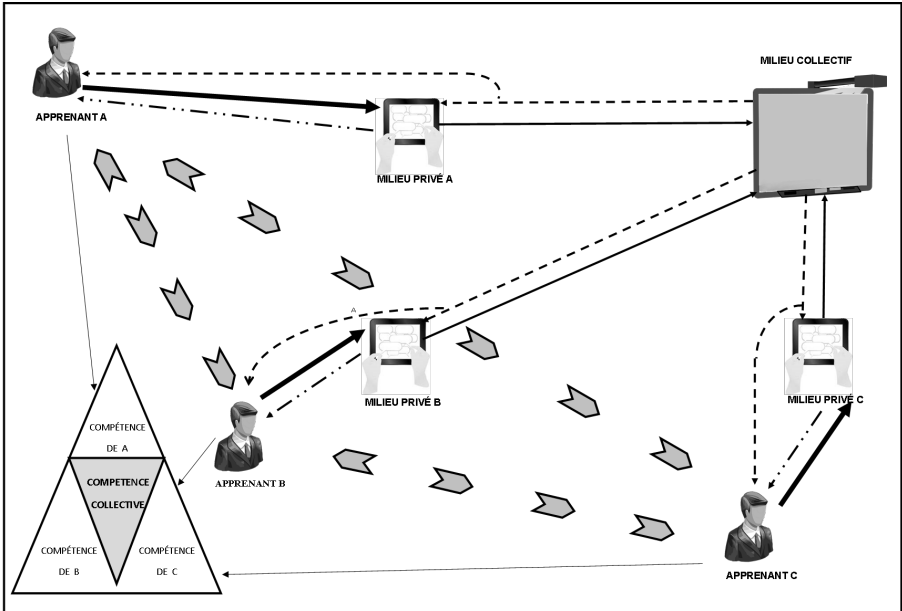 MILIEU COLLECTIF
APPRENANT A
MILIEU PRIVÉ A
A
MILIEU PRIVÉ B
MILIEU PRIVÉ C
COMPÉTENCE
DE A
COMPETENCE
COLLECTIVE
APPRENANT B
COMPÉTENCE
DE B
COMPÉTENCE
DE C
APPRENANT C